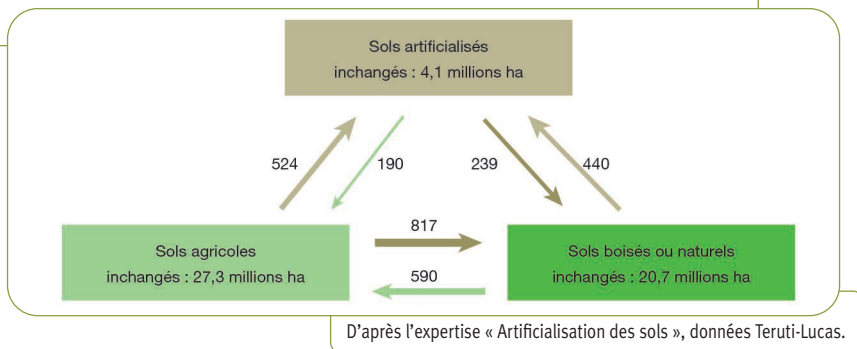 Sols artificialisés
inchangés : 4,1 millions ha
524
190
239
440
817
Sols agricoles
inchangés : 27,3 millions ha
Sols boisés ou naturels
inchangés : 20,7 millions ha
590
D'après l'expertise « Artificialisation des sols », données Teruti-Lucas.